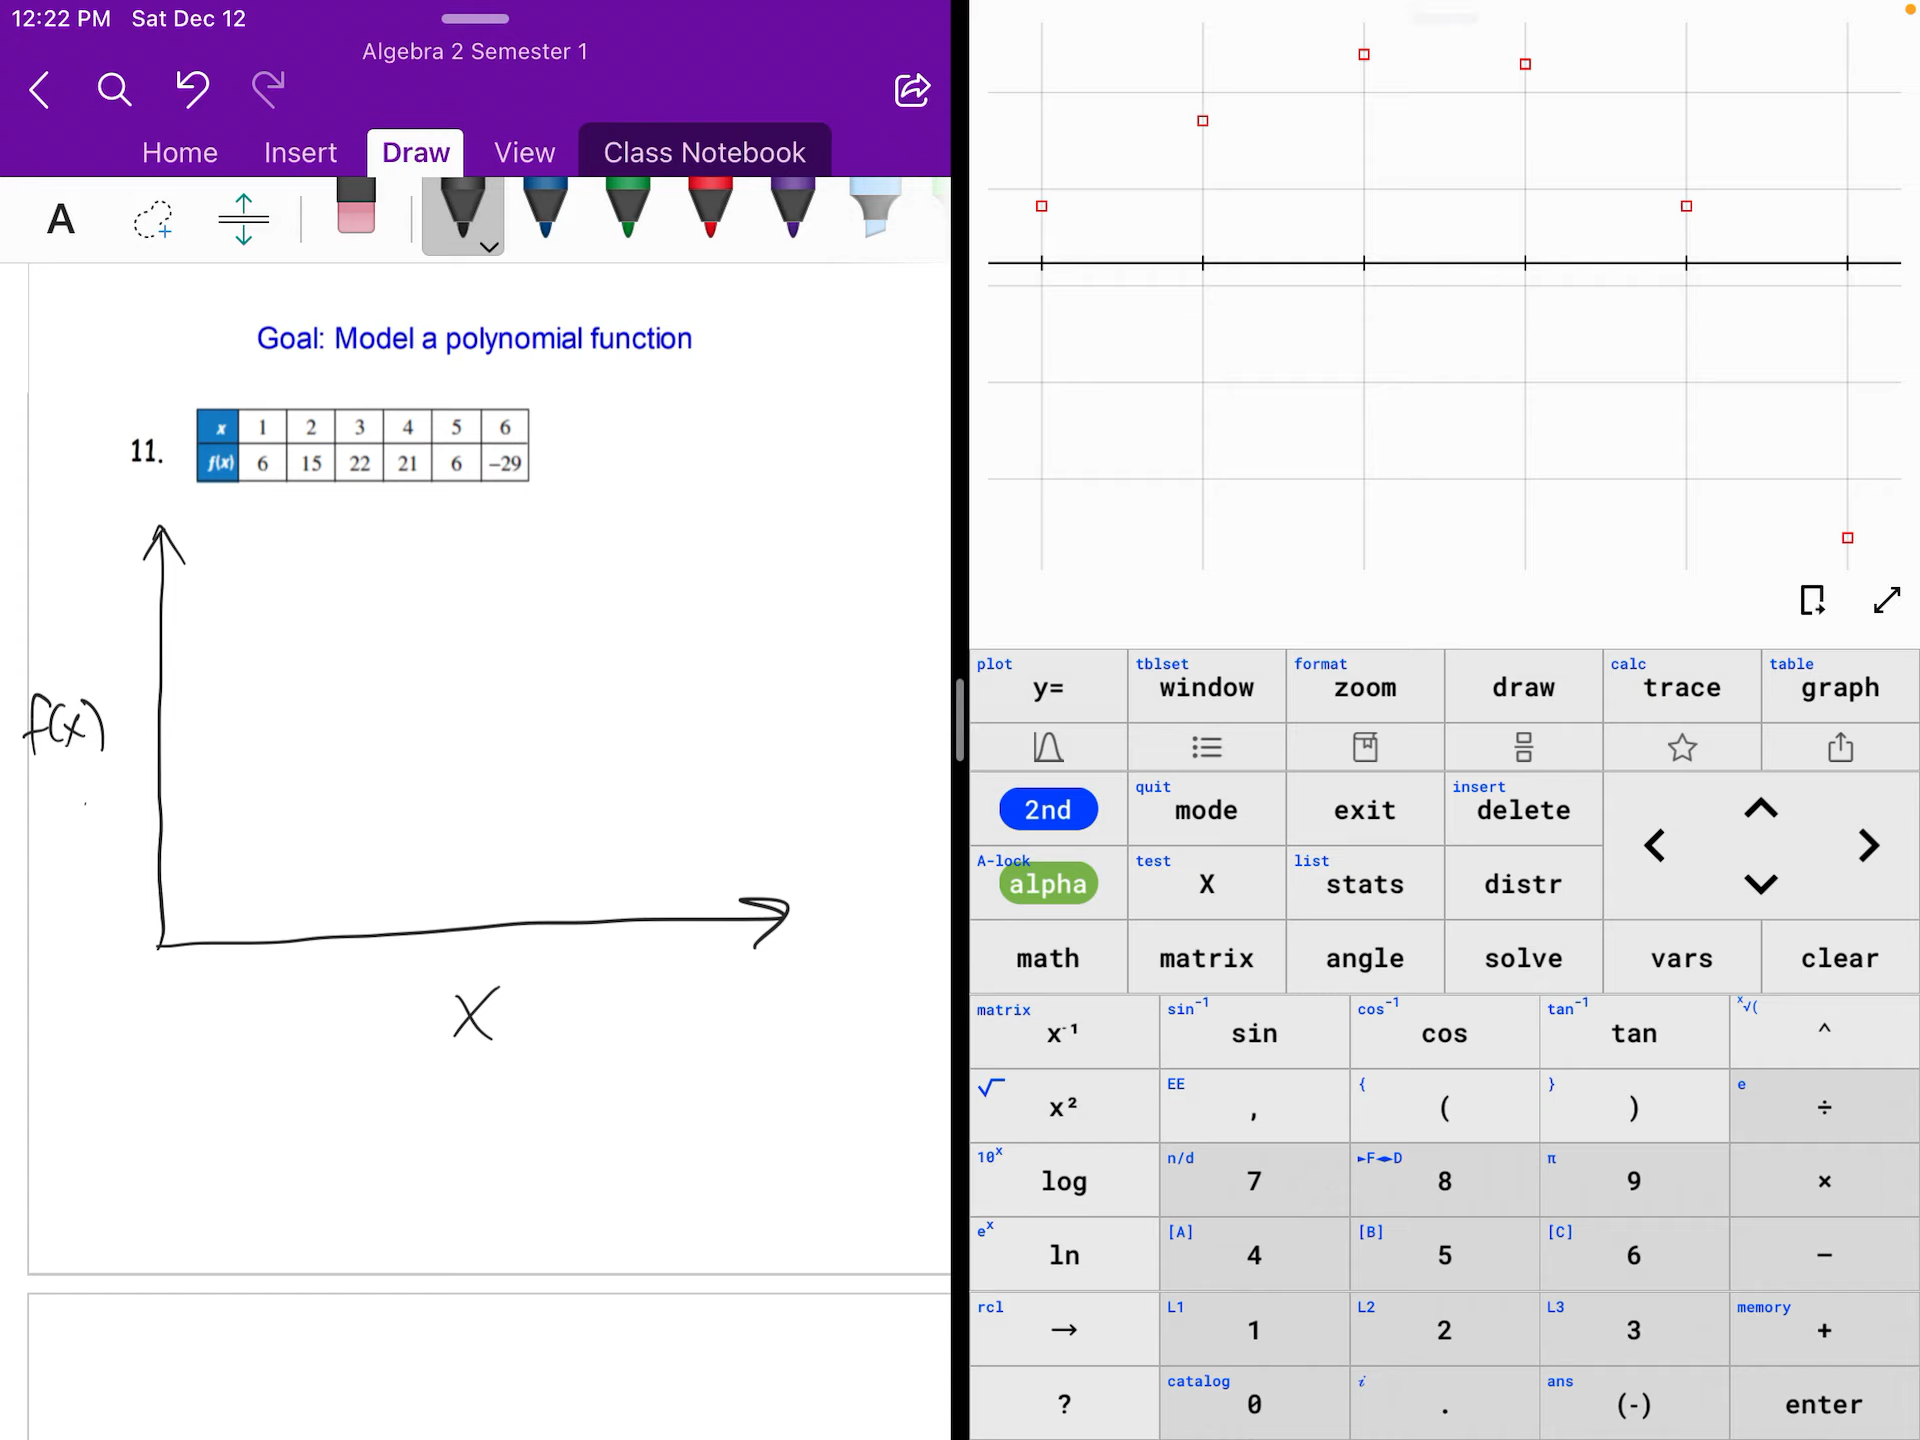 12:22 PM Sat Dec 12
Algebra 2 Semester 1
Home Insert Draw View Class Notebook
A
Goal: Model a polynomial function
11.
x 1 2 3 4 5 6
f(x) 6 15 22 21 6 −29
f(x)
X
plot y= tblset window format zoom draw calc trace table graph
2nd quit mode exit insert delete
A-lock alpha test X list stats distr
math matrix angle solve vars clear
matrix x⁻¹ sin⁻¹ sin cos⁻¹ cos tan⁻¹ tan ˣ√( ^
√ x² EE , { ( } ) e ÷
10ˣ log n/d 7 ►F◄►D 8 π 9 ×
eˣ ln [A] 4 [B] 5 [C] 6 −
rcl → L1 1 L2 2 L3 3 memory +
? catalog 0 i . ans (-) enter